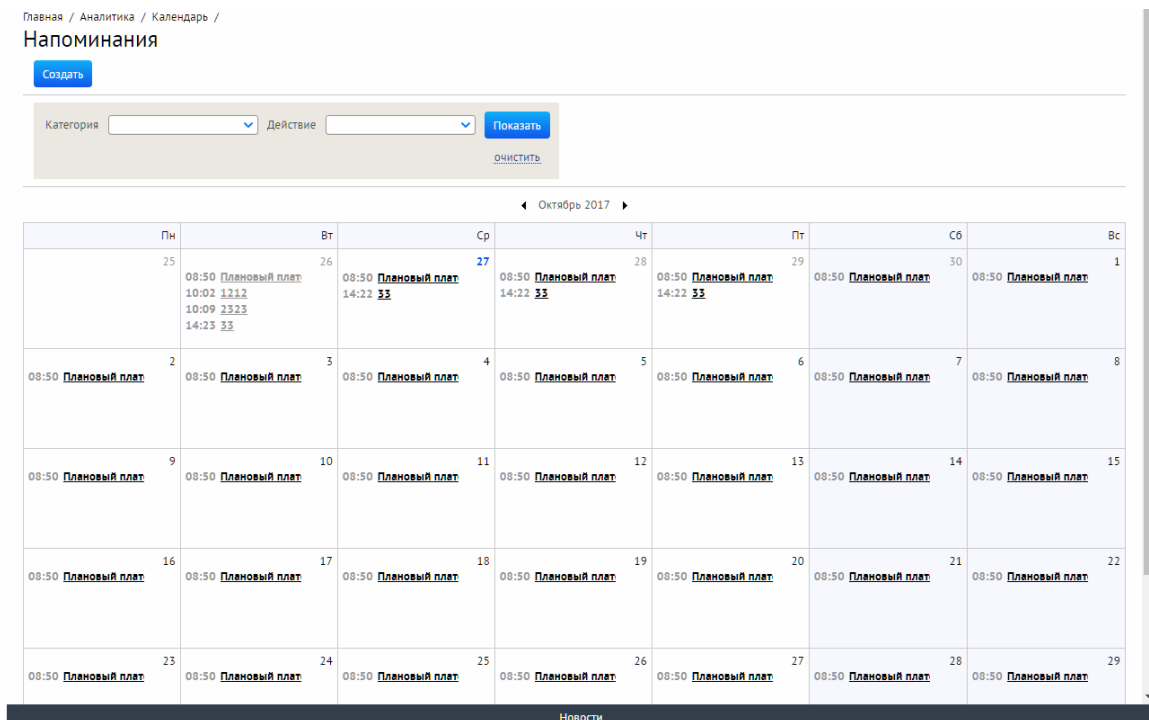 Главная / Аналитика / Календарь /
Напоминания
Создать
Категория Действие Показать
очистить
Октябрь 2017
Пн Вт Ср Чт Пт Сб Вс
25 26 27 28 29 30 1
08:50 Плановый плат 08:50 Плановый плат 08:50 Плановый плат 08:50 Плановый плат 08:50 Плановый плат 08:50 Плановый плат
10:02 1212 14:22 33 14:22 33 14:22 33
10:09 2323
14:23 33
2 3 4 5 6 7 8
08:50 Плановый плат 08:50 Плановый плат 08:50 Плановый плат 08:50 Плановый плат 08:50 Плановый плат 08:50 Плановый плат 08:50 Плановый плат
9 10 11 12 13 14 15
08:50 Плановый плат 08:50 Плановый плат 08:50 Плановый плат 08:50 Плановый плат 08:50 Плановый плат 08:50 Плановый плат 08:50 Плановый плат
16 17 18 19 20 21 22
08:50 Плановый плат 08:50 Плановый плат 08:50 Плановый плат 08:50 Плановый плат 08:50 Плановый плат 08:50 Плановый плат 08:50 Плановый плат
23 24 25 26 27 28 29
08:50 Плановый плат 08:50 Плановый плат 08:50 Плановый плат 08:50 Плановый плат 08:50 Плановый плат 08:50 Плановый плат 08:50 Плановый плат
Новости